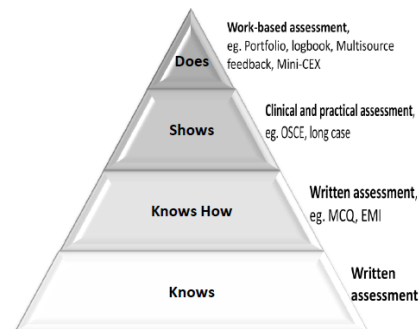 Work-based assessment,
eg. Portfolio, logbook, Multisource
feedback, Mini-CEX
Does
Clinical and practical assessment,
eg. OSCE, long case
Shows
Written assessment,
eg. MCQ, EMI
Knows How
Written
assessment
Knows